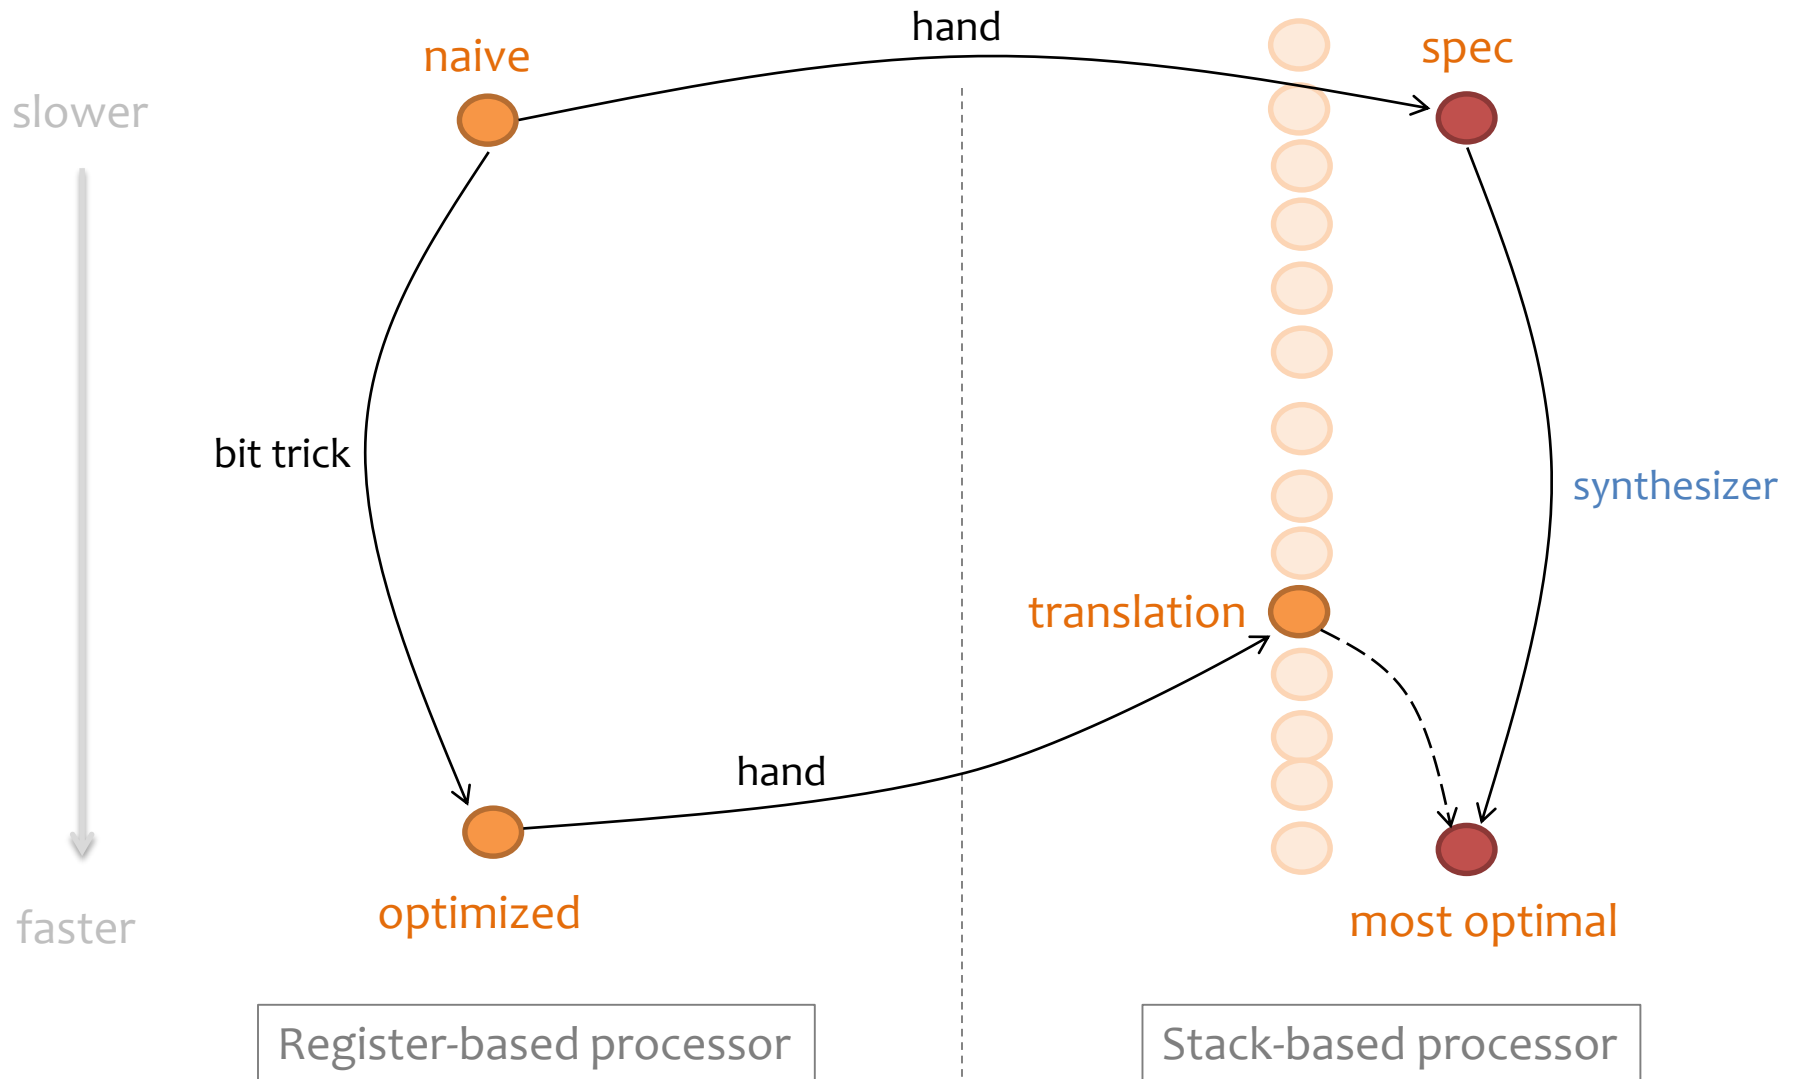 hand
naive
spec
slower
bit trick
synthesizer
translation
hand
optimized
most optimal
faster
Register-based processor
Stack-based processor